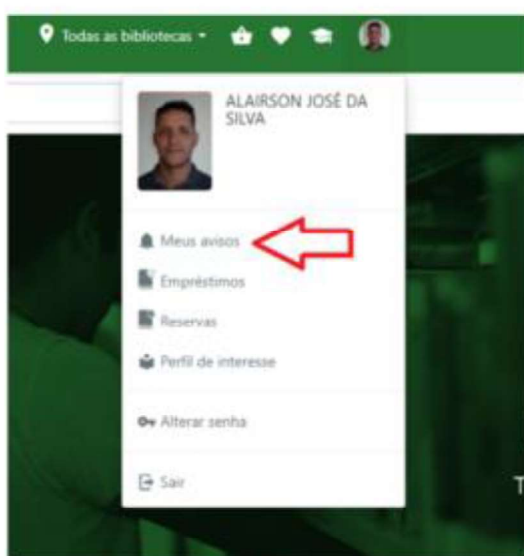 Todas as bibliotecas
ALAIRSON JOSÉ DA
SILVA
Meus avisos
Empréstimos
Reservas
Perfil de interesse
Alterar senha
Sair
T